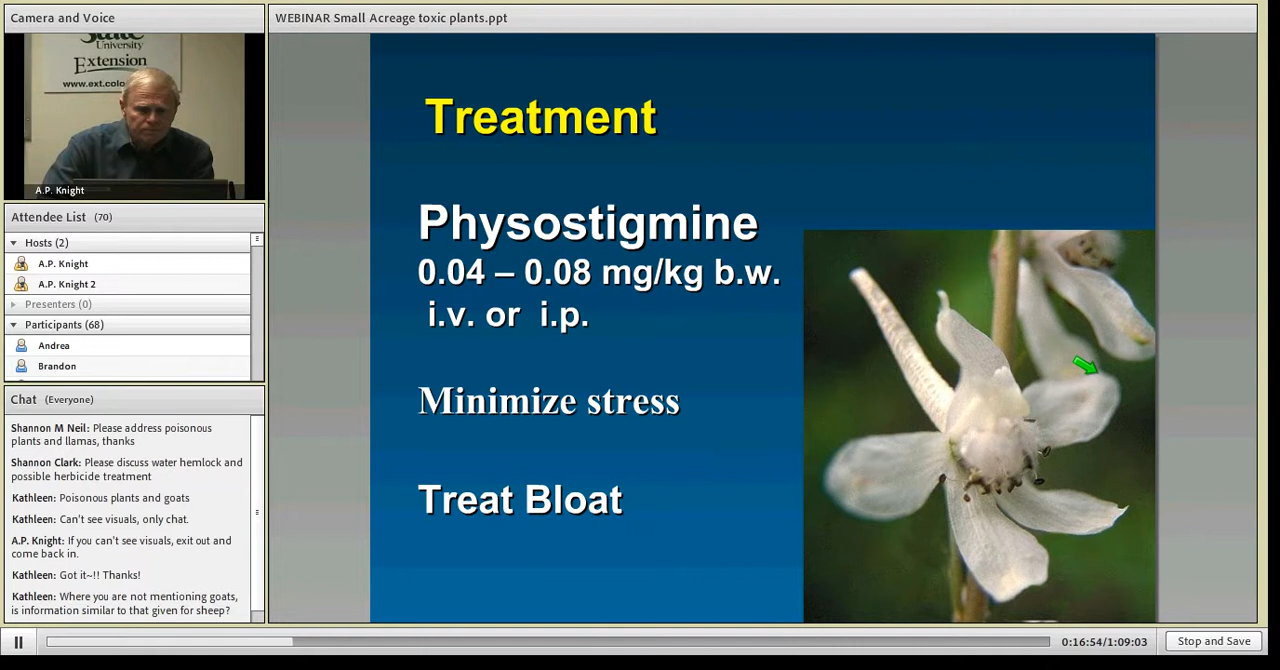 Camera and Voice
State
University
Extension
www.ext.colo
A.P. Knight
Attendee List (70)
Hosts (2)
A.P. Knight
A.P. Knight 2
Presenters (0)
Participants (68)
Andrea
Brandon
Chat (Everyone)
Shannon M Neil: Please address poisonous
plants and llamas, thanks
Shannon Clark: Please discuss water hemlock and
possible herbicide treatment
Kathleen: Poisonous plants and goats
Kathleen: Can't see visuals, only chat.
A.P. Knight: If you can't see visuals, exit out and
come back in.
Kathleen: Got it~!! Thanks!
Kathleen: Where you are not mentioning goats,
is information similar to that given for sheep?
WEBINAR Small Acreage toxic plants.ppt
Treatment
Physostigmine
0.04 – 0.08 mg/kg b.w.
i.v. or i.p.
Minimize stress
Treat Bloat
0:16:54/1:09:03
Stop and Save